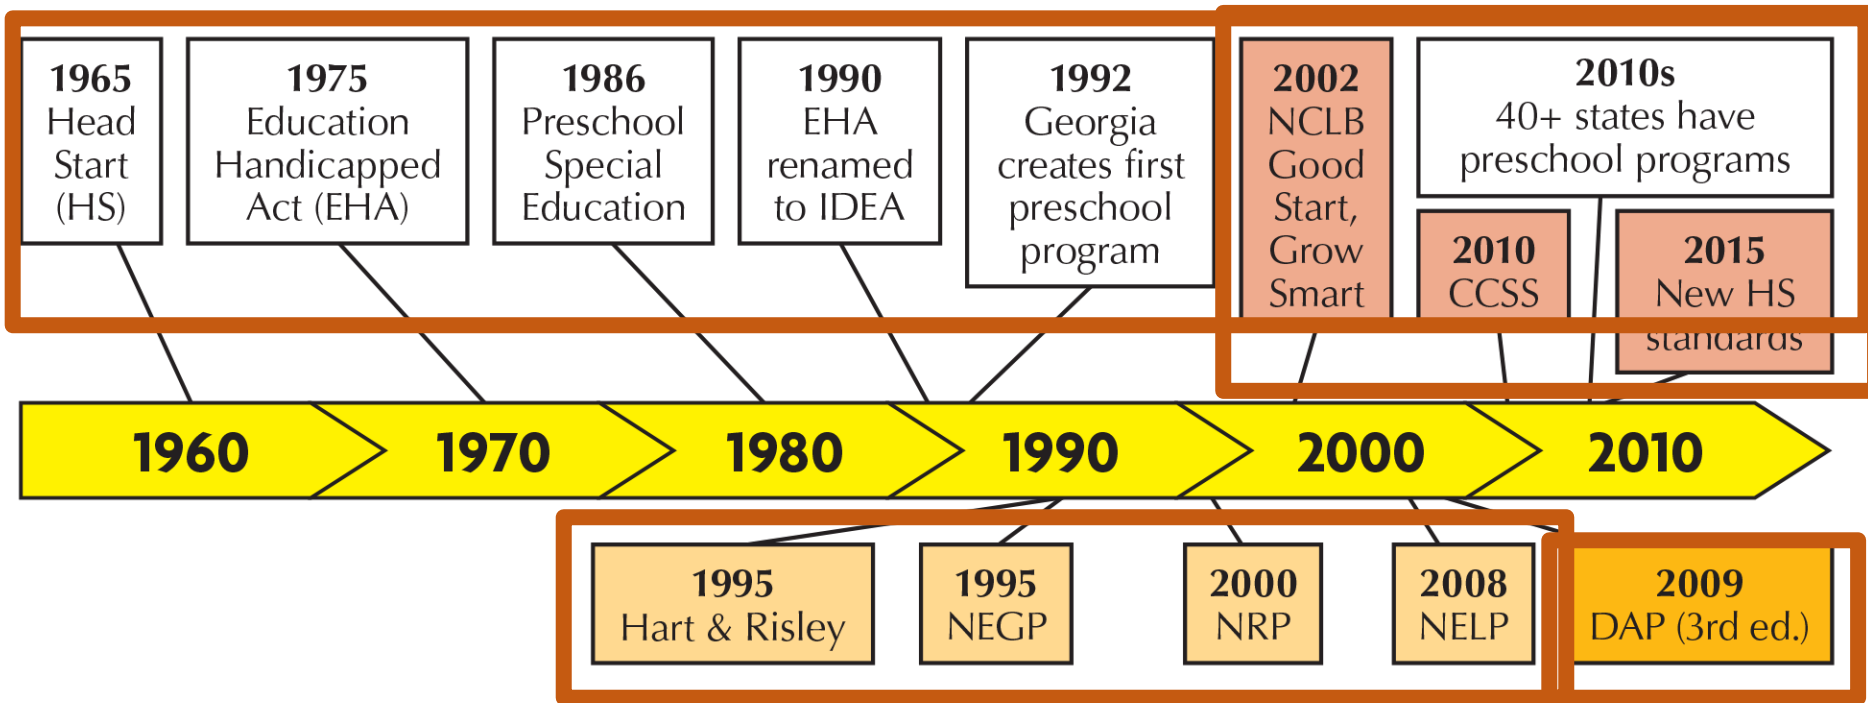 1965
Head
Start
(HS)
1975
Education
Handicapped
Act (EHA)
1986
Preschool
Special
Education
1990
EHA
renamed
to IDEA
1992
Georgia
creates first
preschool
program
2002
NCLB
Good
Start,
Grow
Smart
2010s
40+ states have
preschool programs
2010
CCSS
2015
New HS
standards
1960
1970
1980
1990
2000
2010
1995
Hart & Risley
1995
NEGP
2000
NRP
2008
NELP
2009
DAP (3rd ed.)